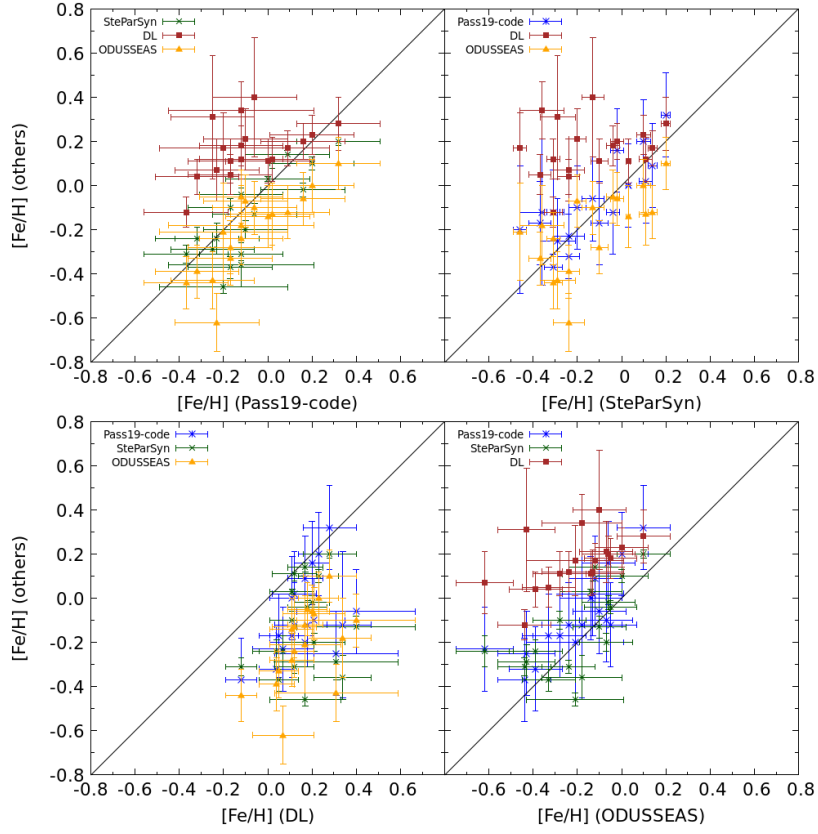 0.8
0.6
0.4
0.2
0.0
-0.2
-0.4
-0.6
-0.8
[Fe/H] (others)
SteParSyn
DL
ODUSSEAS
-0.8 -0.6 -0.4 -0.2 0.0 0.2 0.4 0.6
[Fe/H] (Pass19-code)
Pass19-code
DL
ODUSSEAS
-0.8 -0.6 -0.4 -0.2 0.0 0.2 0.4 0.6 0.8
[Fe/H] (SteParSyn)
0.8
0.6
0.4
0.2
0.0
-0.2
-0.4
-0.6
-0.8
[Fe/H] (others)
Pass19-code
SteParSyn
ODUSSEAS
-0.8 -0.6 -0.4 -0.2 0.0 0.2 0.4 0.6
[Fe/H] (DL)
Pass19-code
SteParSyn
DL
-0.8 -0.6 -0.4 -0.2 0.0 0.2 0.4 0.6 0.8
[Fe/H] (ODUSSEAS)